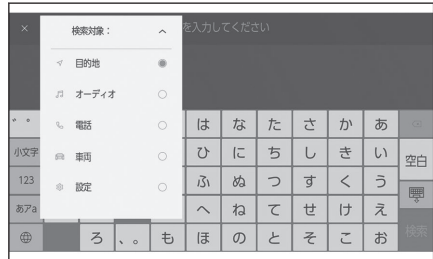 ×
検索対象：
を入力してください
目的地
オーディオ
電話
車両
設定
゛゜ は な た さ か あ
小文字 ひ に ち し き い 空白
123 ふ ぬ つ す く う
あアa へ ね て せ け え
ろ 、。 も ほ の と そ こ お 検索